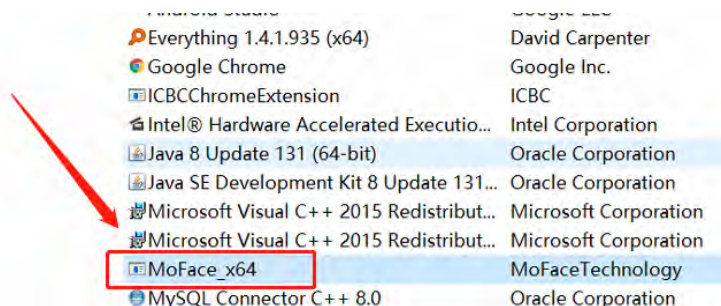 Everything 1.4.1.935 (x64) David Carpenter
Google Chrome Google Inc.
ICBCChromeExtension ICBC
Intel® Hardware Accelerated Executio... Intel Corporation
Java 8 Update 131 (64-bit) Oracle Corporation
Java SE Development Kit 8 Update 131... Oracle Corporation
Microsoft Visual C++ 2015 Redistribut... Microsoft Corporation
Microsoft Visual C++ 2015 Redistribut... Microsoft Corporation
MoFace_x64 MoFaceTechnology
MySQL Connector C++ 8.0 Oracle Corporation